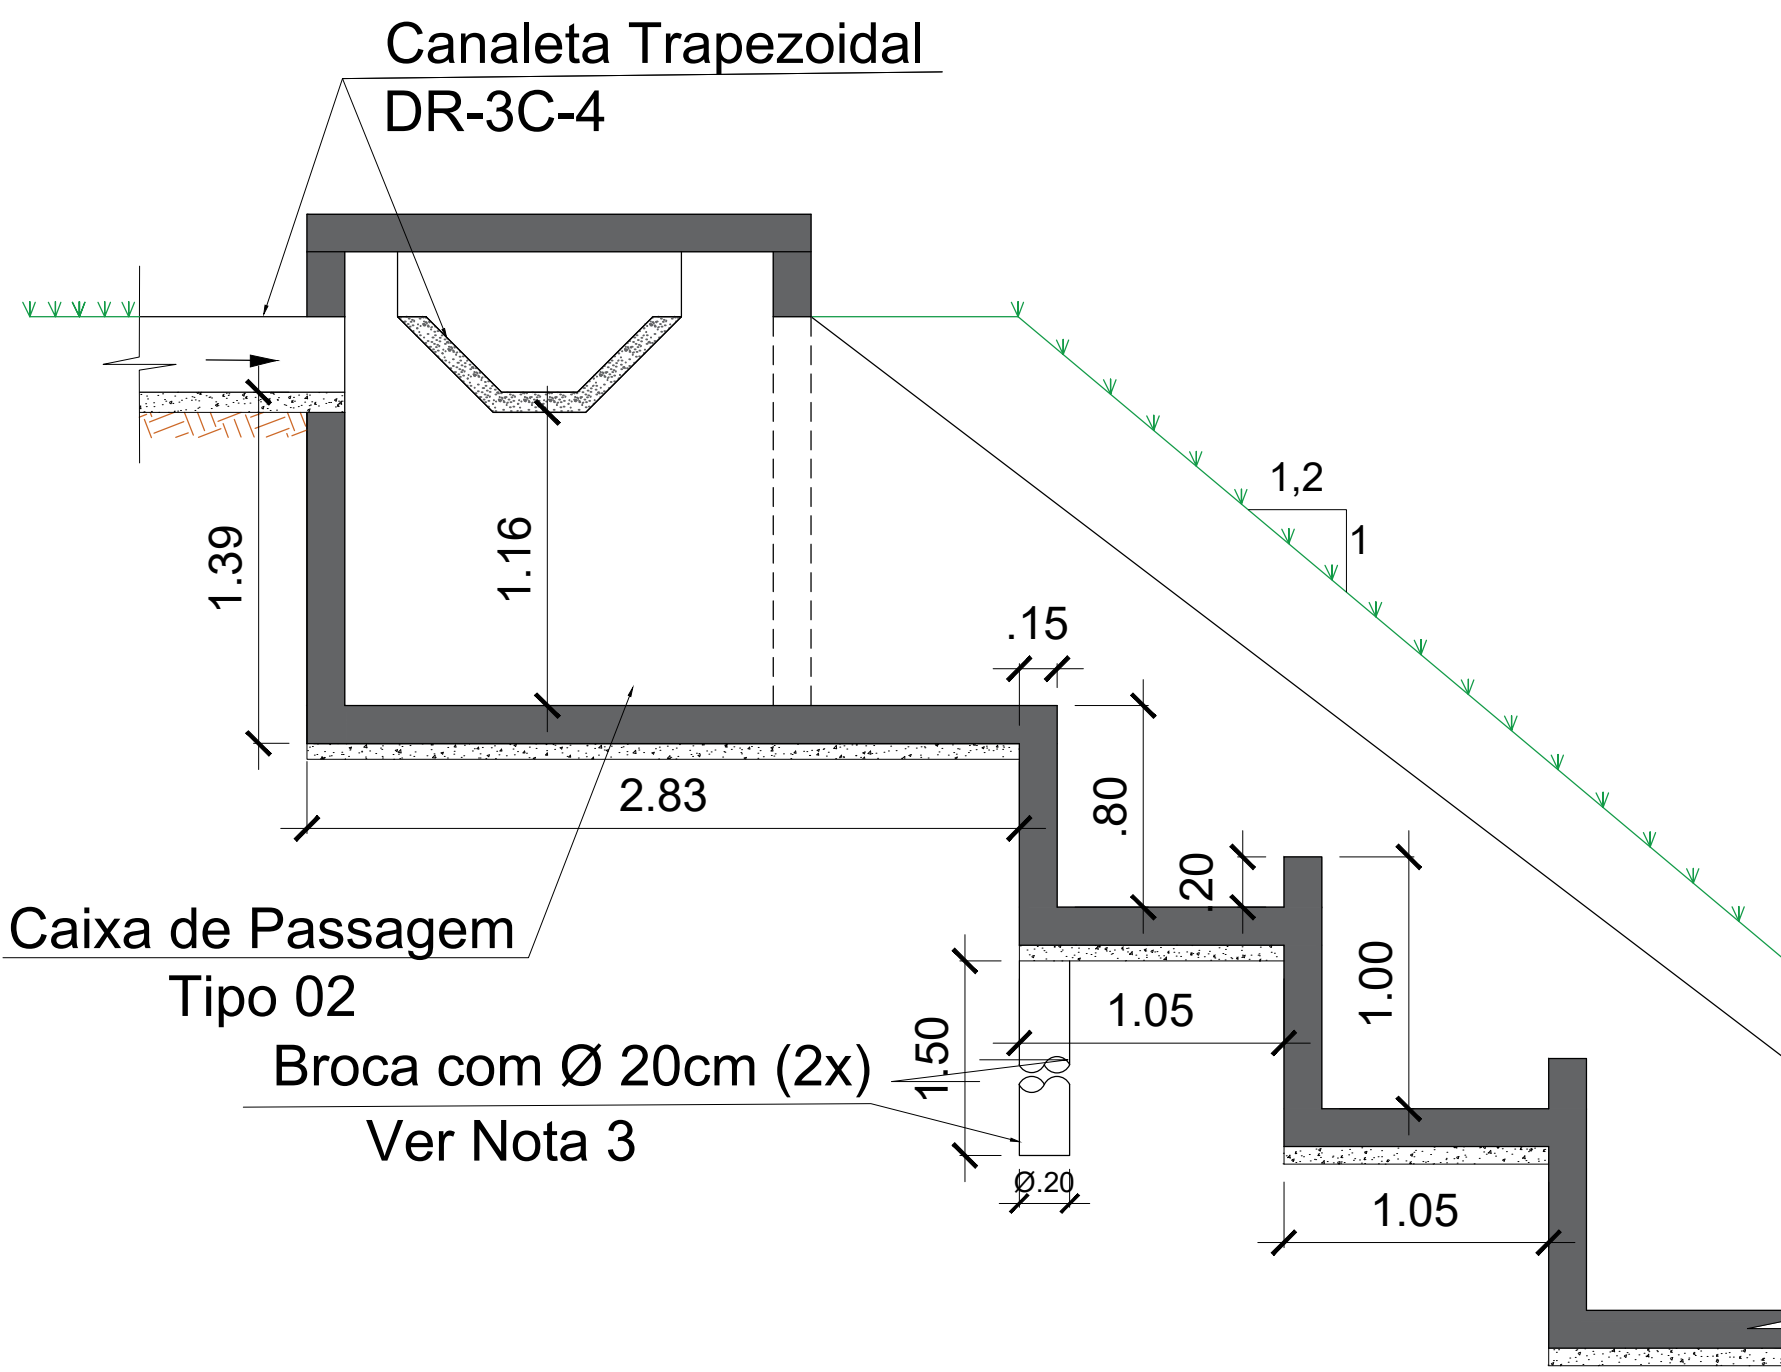 Canaleta Trapezoidal
DR-3C-4
1,2
1
1.39
1.16
.15
2.83
.80
.20
Caixa de Passagem
Tipo 02
1.00
1.05
1.50
Broca com Ø 20cm (2x)
Ver Nota 3
Ø.20
1.05